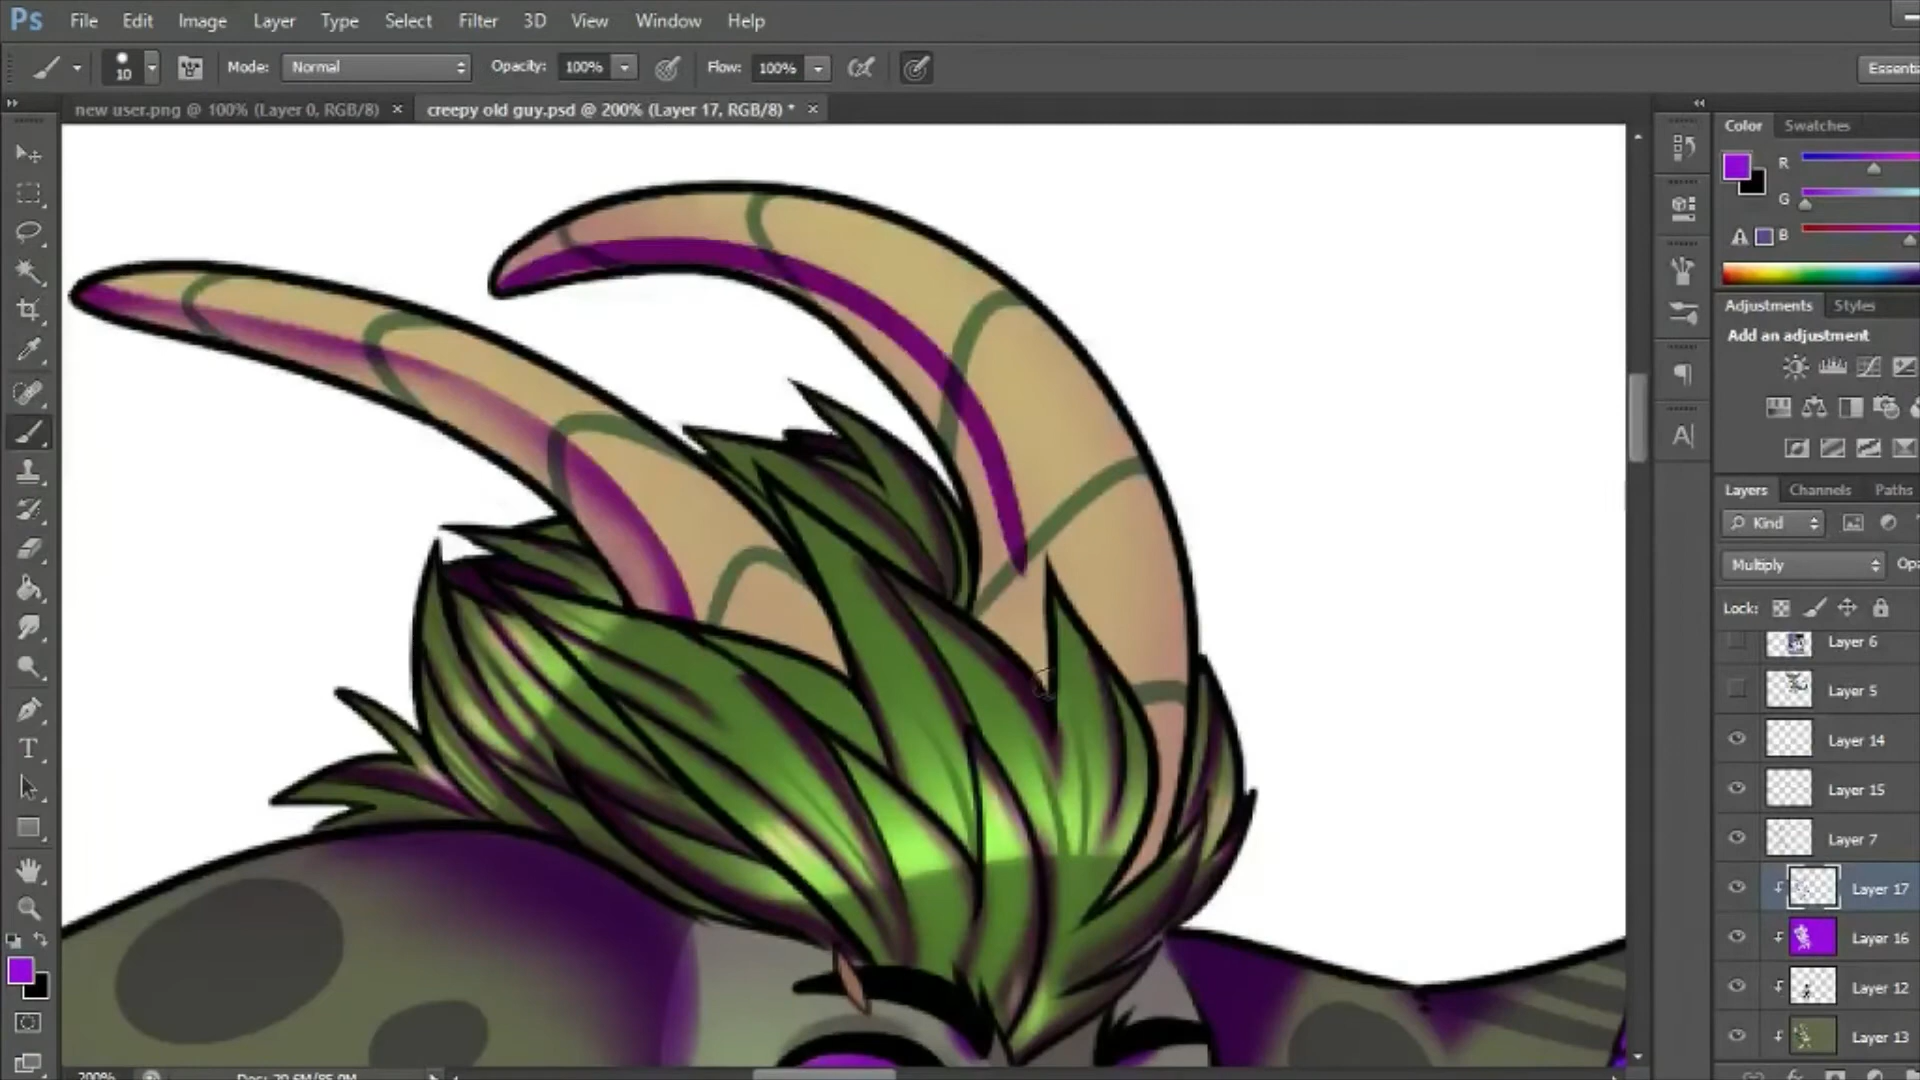 Ps File Edit Image Layer Type Select Filter 3D View Window Help
10 Mode: Normal Opacity: 100% Flow: 100% Essenti
new user.png @ 100% (Layer 0, RGB/8) × creepy old guy.psd @ 200% (Layer 17, RGB/8) * ×
Color Swatches
R
G
B
Adjustments Styles
Add an adjustment
Layers Channels Paths
Kind
Multiply Opa
Lock:
Layer 6
Layer 5
Layer 14
Layer 15
Layer 7
Layer 17
Layer 16
Layer 12
Layer 13
200%